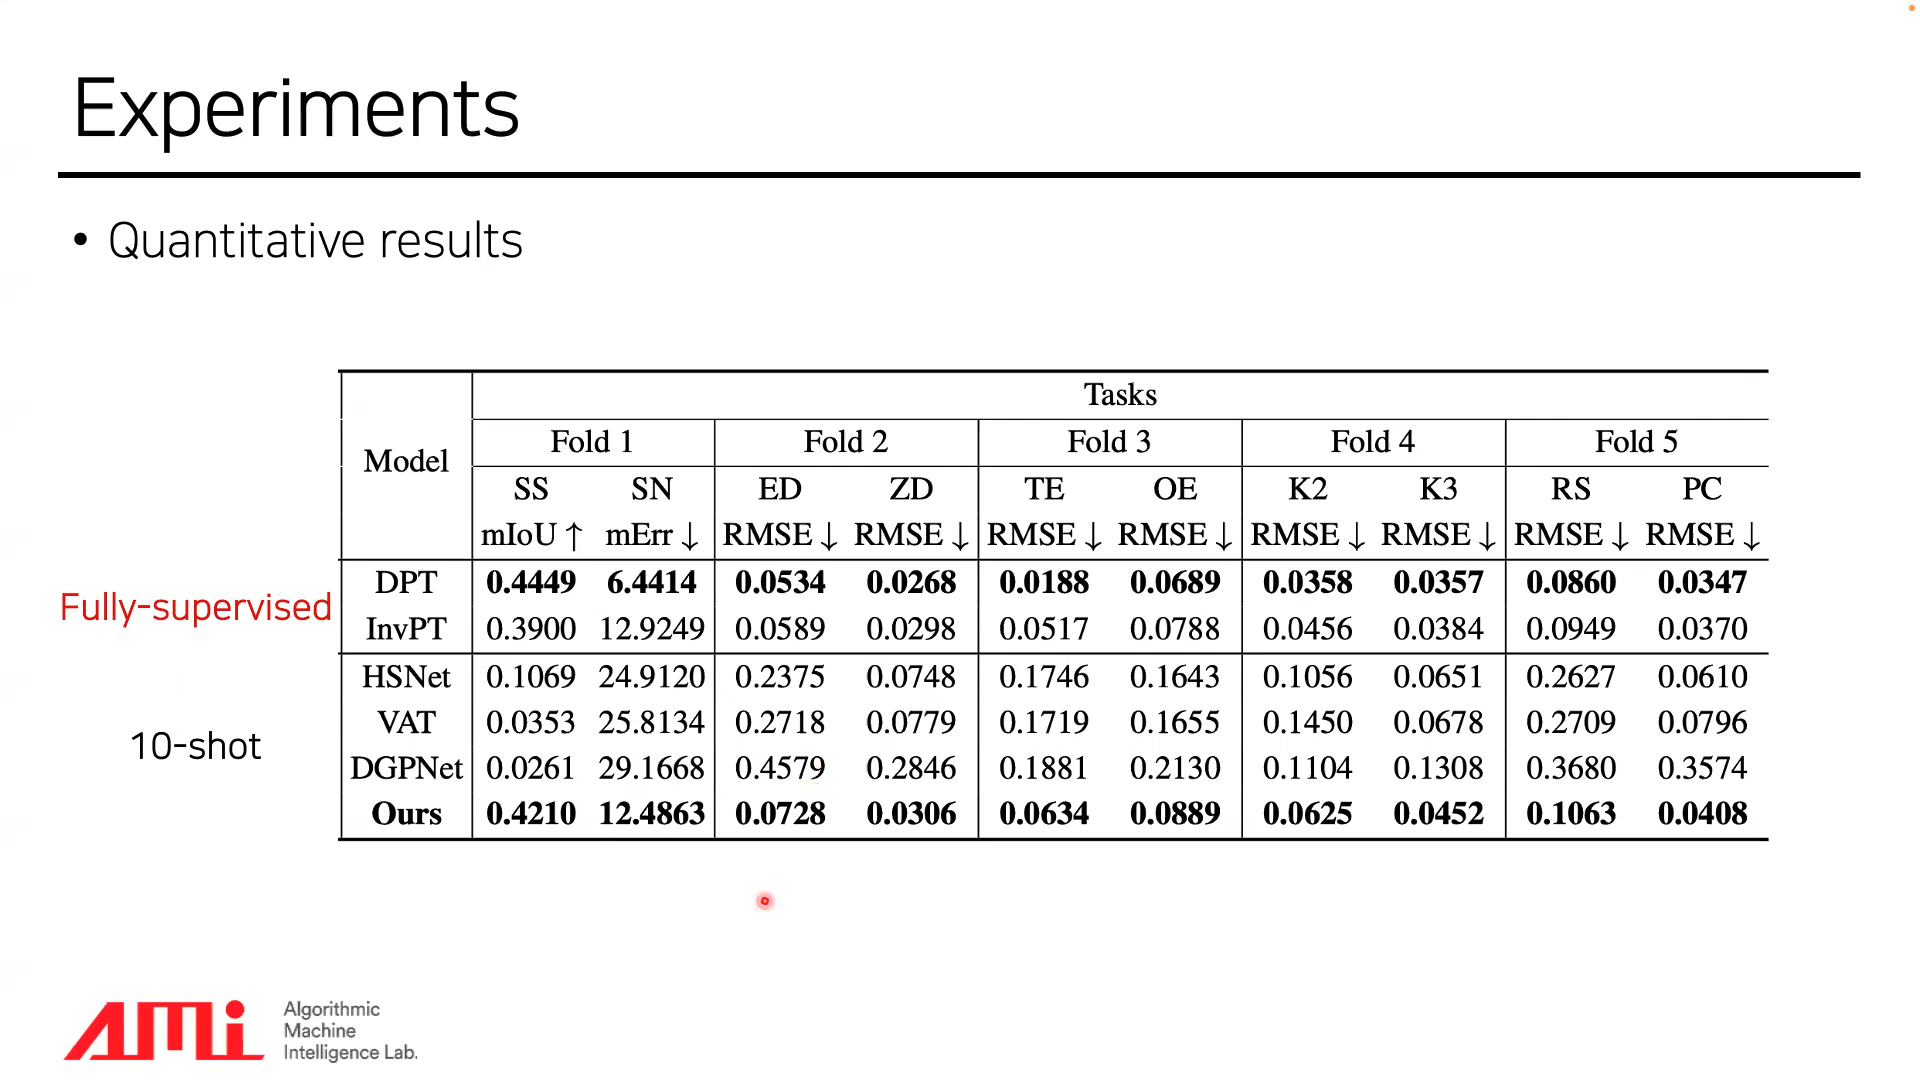 Experiments
• Quantitative results
Tasks
Model
Fold 1 Fold 2 Fold 3 Fold 4 Fold 5
SS SN ED ZD TE OE K2 K3 RS PC
mIoU ↑ mErr ↓ RMSE ↓ RMSE ↓ RMSE ↓ RMSE ↓ RMSE ↓ RMSE ↓ RMSE ↓ RMSE ↓
Fully-supervised
DPT 0.4449 6.4414 0.0534 0.0268 0.0188 0.0689 0.0358 0.0357 0.0860 0.0347
InvPT 0.3900 12.9249 0.0589 0.0298 0.0517 0.0788 0.0456 0.0384 0.0949 0.0370
10-shot
HSNet 0.1069 24.9120 0.2375 0.0748 0.1746 0.1643 0.1056 0.0651 0.2627 0.0610
VAT 0.0353 25.8134 0.2718 0.0779 0.1719 0.1655 0.1450 0.0678 0.2709 0.0796
DGPNet 0.0261 29.1668 0.4579 0.2846 0.1881 0.2130 0.1104 0.1308 0.3680 0.3574
Ours 0.4210 12.4863 0.0728 0.0306 0.0634 0.0889 0.0625 0.0452 0.1063 0.0408
AMi
Algorithmic
Machine
Intelligence Lab.